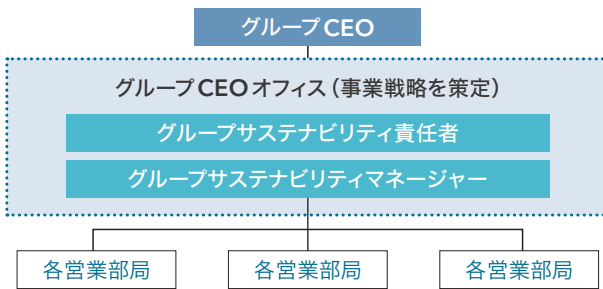 グループCEO
グループCEOオフィス（事業戦略を策定）
グループサステナビリティ責任者
グループサステナビリティマネージャー
各営業部局
各営業部局
各営業部局